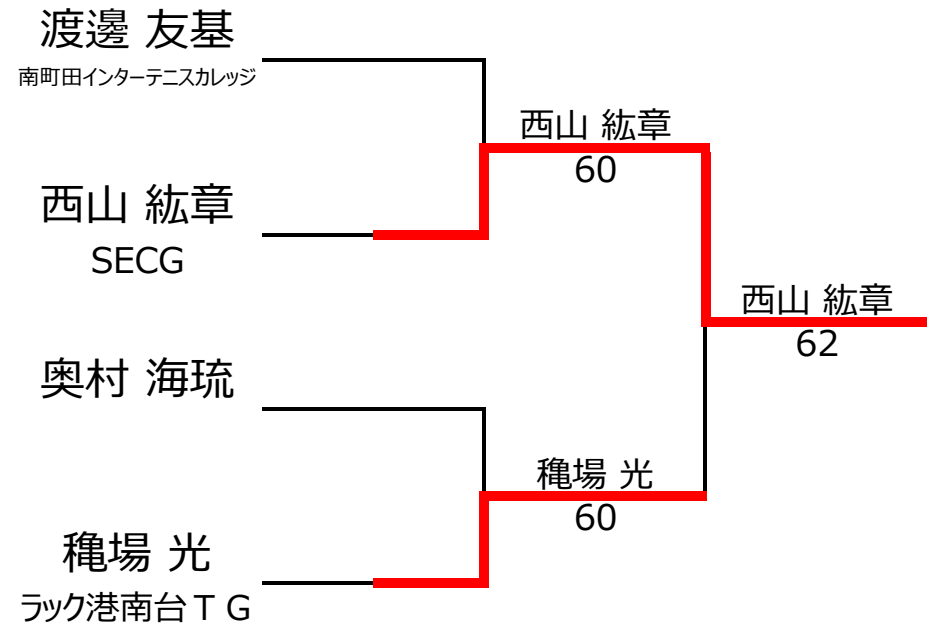 渡邊 友基
南町田インターテニスカレッジ
西山 紘章
60
西山 紘章
SECG
西山 紘章
62
奥村 海琉
穐場 光
60
穐場 光
ラック港南台ＴＧ